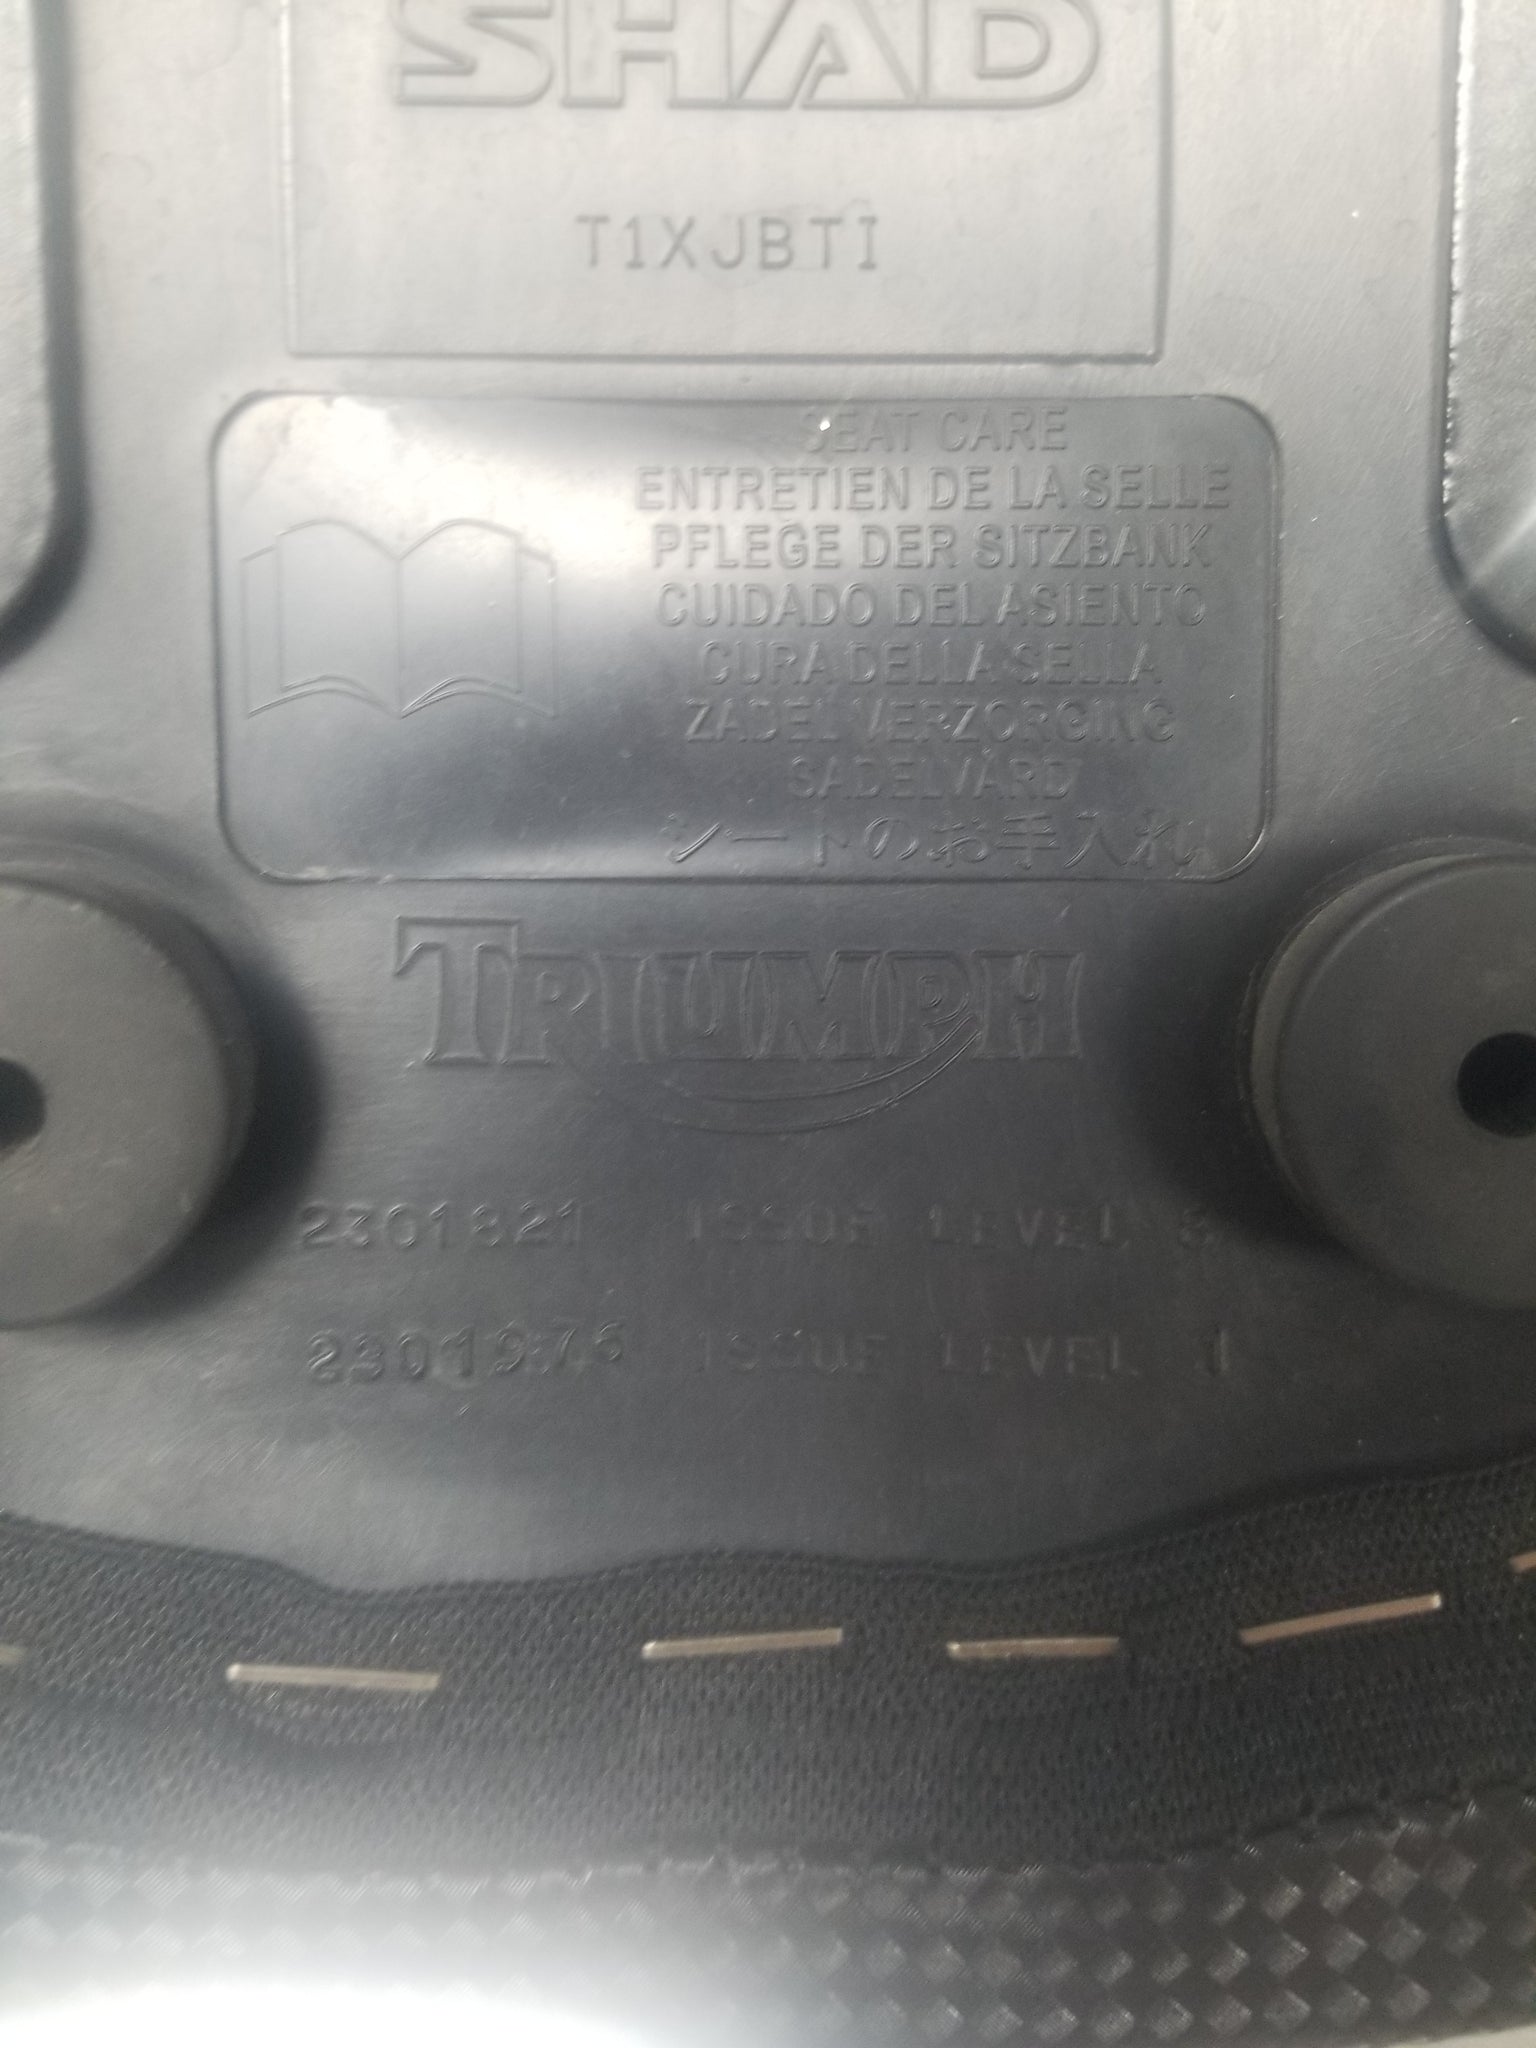 SHAD
T1XJBTI
SEAT CARE
ENTRETIEN DE LA SELLE
PFLEGE DER SITZBANK
CUIDADO DEL ASIENTO
CURA DELLA SELLA
ZADEL VERZORGING
SADELVÅRD
シートのお手入れ
TRIUMPH
2301821 ISSUE LEVEL
ISSUE LEVEL 1